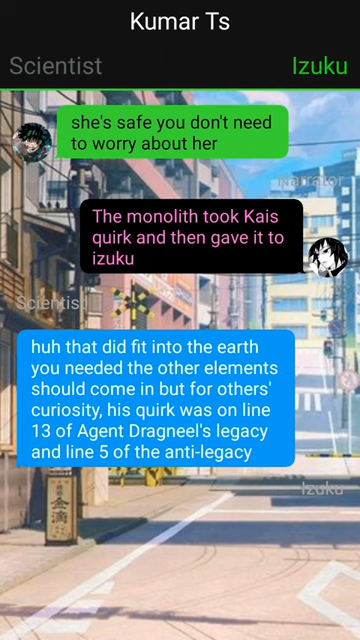 Kumar Ts
Scientist
Izuku
she's safe you don't need
to worry about her
Narrator
The monolith took Kais
quirk and then gave it to
izuku
Scientist
huh that did fit into the earth
you needed the other elements
should come in but for others'
curiosity, his quirk was on line
13 of Agent Dragneel's legacy
and line 5 of the anti-legacy
Izuku